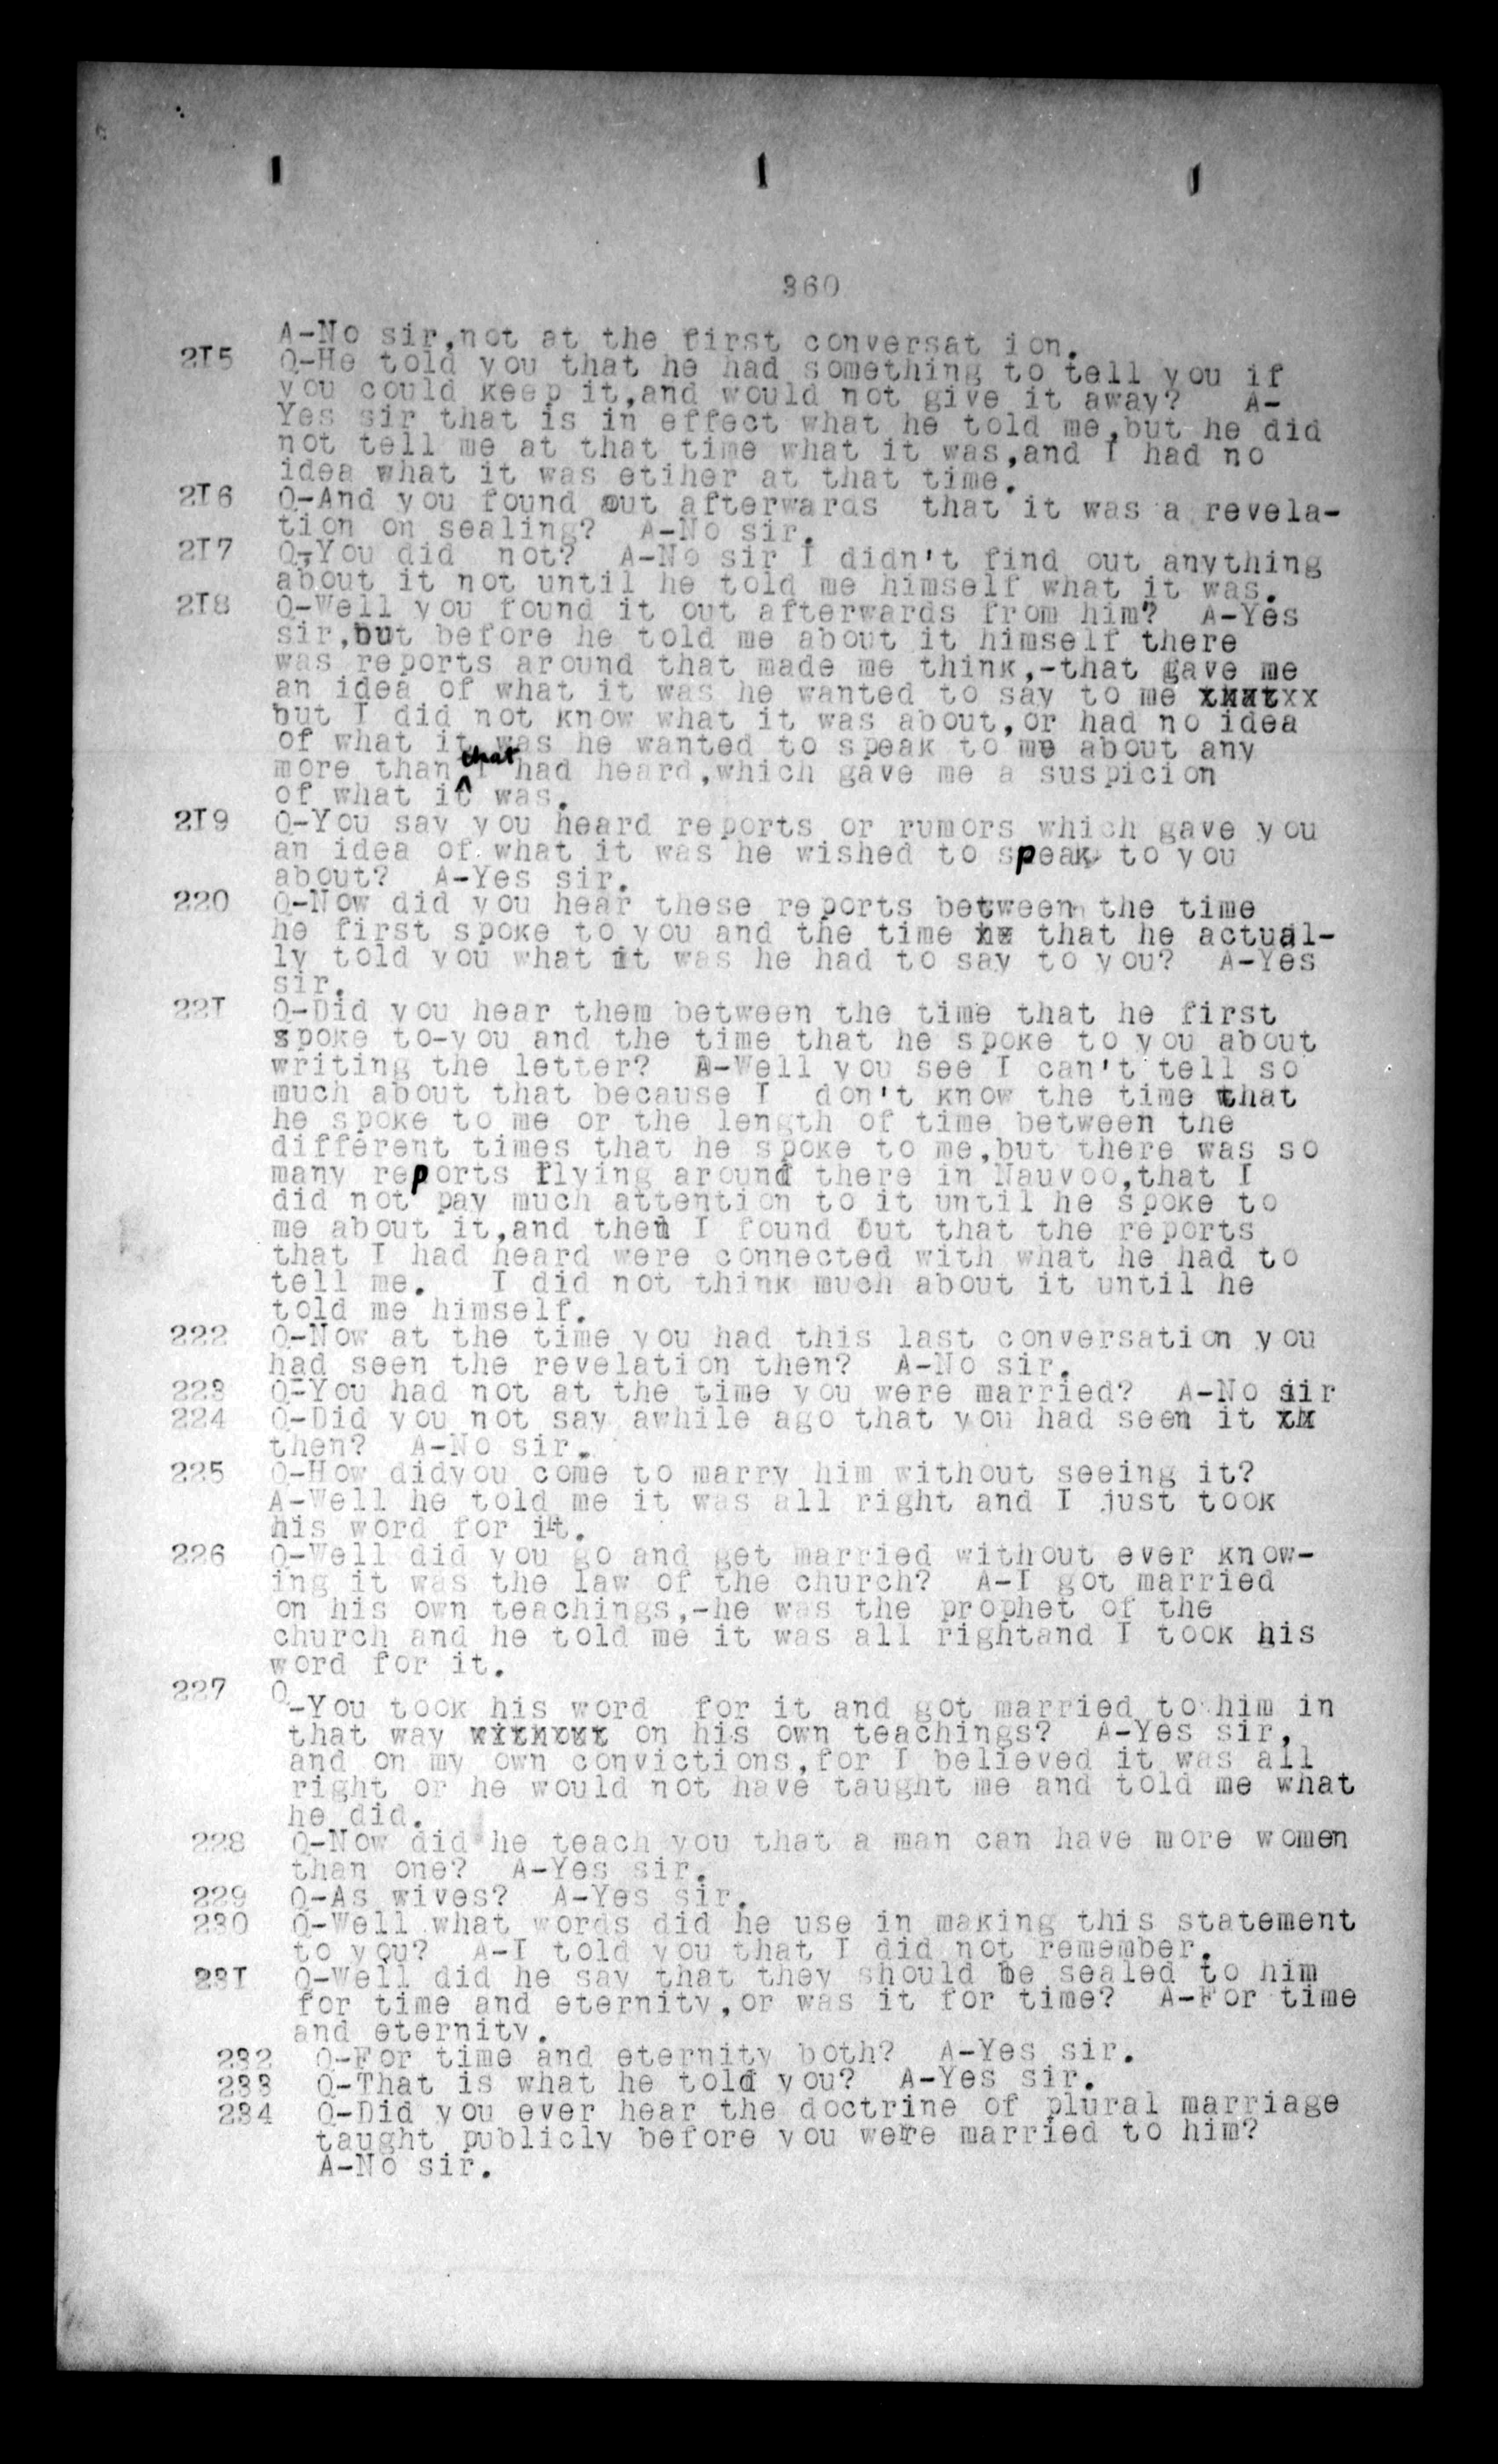 360
A-No sir,not at the first conversat ion.
215 Q-He told you that he had something to tell you if
you could keep it,and would not give it away? A-
Yes sir that is in effect what he told me,but he did
not tell me at that time what it was,and I had no
idea what it was etiher at that time.
216 Q-And you found out afterwards that it was a revela-
tion on sealing? A-No sir.
217 Q-You did not? A-No sir I didn't find out anything
about it not until he told me himself what it was.
218 Q-Well you found it out afterwards from him? A-Yes
sir,but before he told me about it himself there
was reports around that made me think,-that gave me
an idea of what it was he wanted to say to me thatxx
but I did not know what it was about,or had no idea
of what it was he wanted to speak to me about any
more than that I had heard,which gave me a suspicion
of what it was.
219 Q-You say you heard reports or rumors which gave you
an idea of what it was he wished to speak to you
about? A-Yes sir.
220 Q-Now did you hear these reports between the time
he first spoke to you and the time he that he actual-
ly told you what it was he had to say to you? A-Yes
sir.
221 Q-Did you hear them between the time that he first
spoke to-you and the time that he spoke to you about
writing the letter? A-Well you see I can't tell so
much about that because I don't know the time that
he spoke to me or the length of time between the
different times that he spoke to me,but there was so
many reports flying around there in Nauvoo,that I
did not pay much attention to it until he spoke to
me about it,and then I found out that the reports
that I had heard were connected with what he had to
tell me. I did not think much about it until he
told me himself.
222 Q-Now at the time you had this last conversation you
had seen the revelation then? A-No sir.
223 Q-You had not at the time you were married? A-No sir
224 Q-Did you not say awhile ago that you had seen it th
then? A-No sir.
225 Q-How didyou come to marry him without seeing it?
A-Well he told me it was all right and I just took
his word for it.
226 Q-Well did you go and get married without ever know-
ing it was the law of the church? A-I got married
on his own teachings,-he was the prophet of the
church and he told me it was all rightand I took his
word for it.
227 Q-You took his word for it and got married to him in
that way without on his own teachings? A-Yes sir,
and on my own convictions,for I believed it was all
right or he would not have taught me and told me what
he did.
228 Q-Now did he teach you that a man can have more women
than one? A-Yes sir.
229 Q-As wives? A-Yes sir.
230 Q-Well what words did he use in making this statement
to you? A-I told you that I did not remember.
231 Q-Well did he say that they should be sealed to him
for time and eternity,or was it for time? A-For time
and eternity.
232 Q-For time and eternity both? A-Yes sir.
233 Q-That is what he told you? A-Yes sir.
234 Q-Did you ever hear the doctrine of plural marriage
taught publicly before you were married to him?
A-No sir.